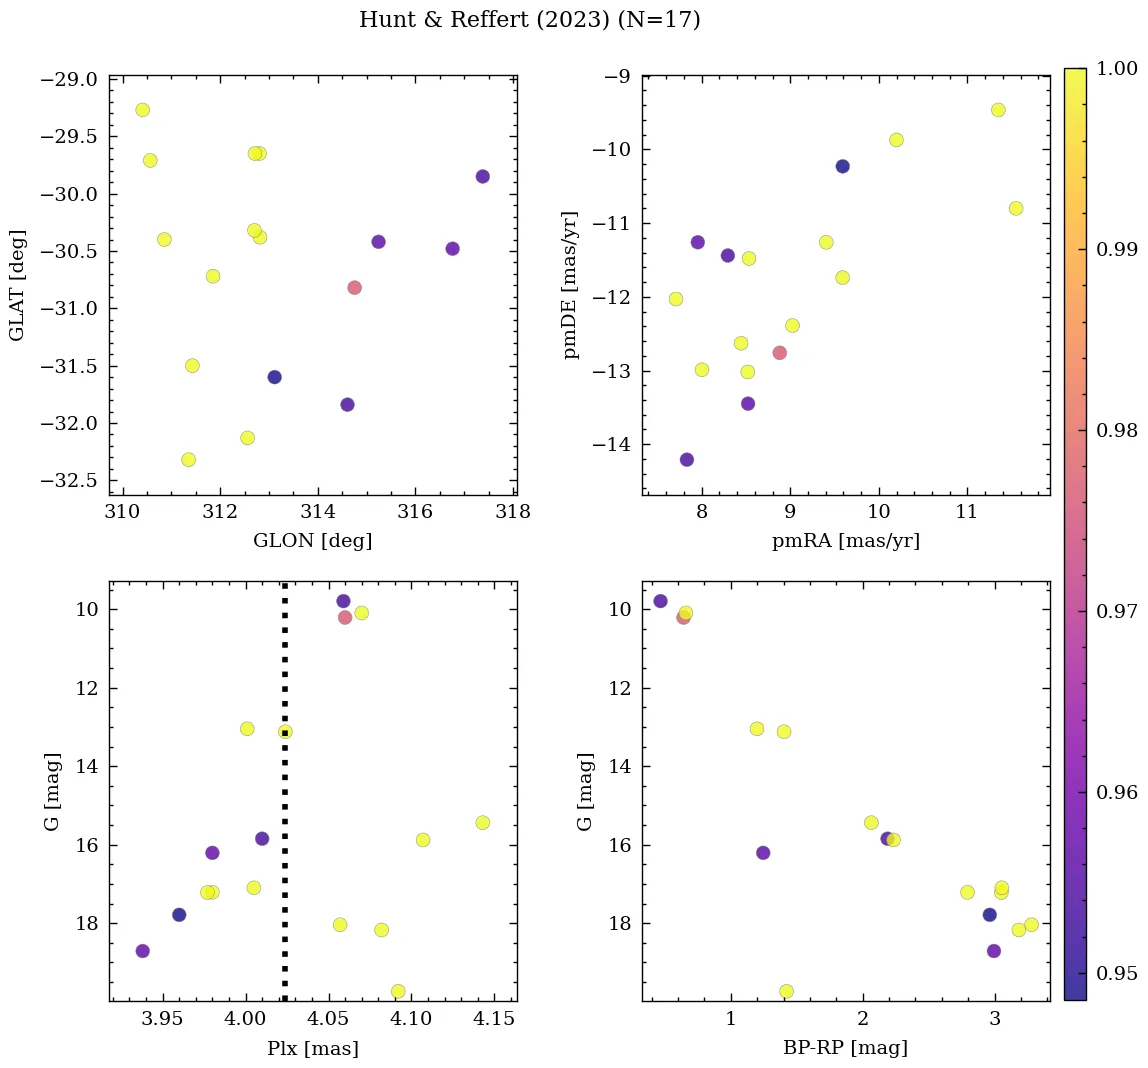 Hunt & Reffert (2023) (N=17)
−29.0
−29.5
−30.0
−30.5
−31.0
−31.5
−32.0
−32.5
GLAT [deg]
310 312 314 316 318
GLON [deg]
−9
−10
−11
−12
−13
−14
pmDE [mas/yr]
8 9 10 11
pmRA [mas/yr]
10
12
14
16
18
G [mag]
3.95 4.00 4.05 4.10 4.15
Plx [mas]
10
12
14
16
18
G [mag]
1 2 3
BP-RP [mag]
1.00
0.99
0.98
0.97
0.96
0.95